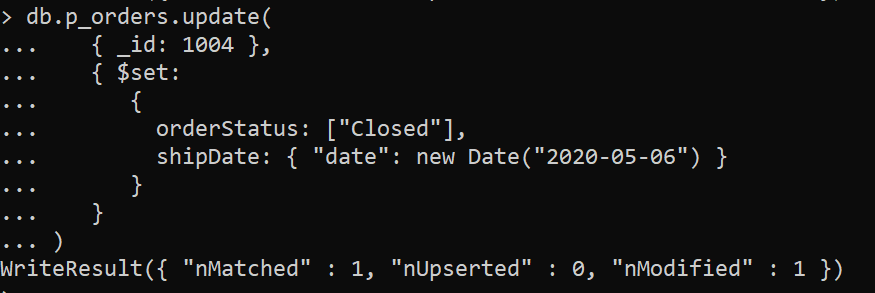 > db.p_orders.update(
...     { _id: 1004 },
...     { $set:
...        {
...          orderStatus: ["Closed"],
...          shipDate: { "date": new Date("2020-05-06") }
...        }
...     }
... )
WriteResult({ "nMatched" : 1, "nUpserted" : 0, "nModified" : 1 })